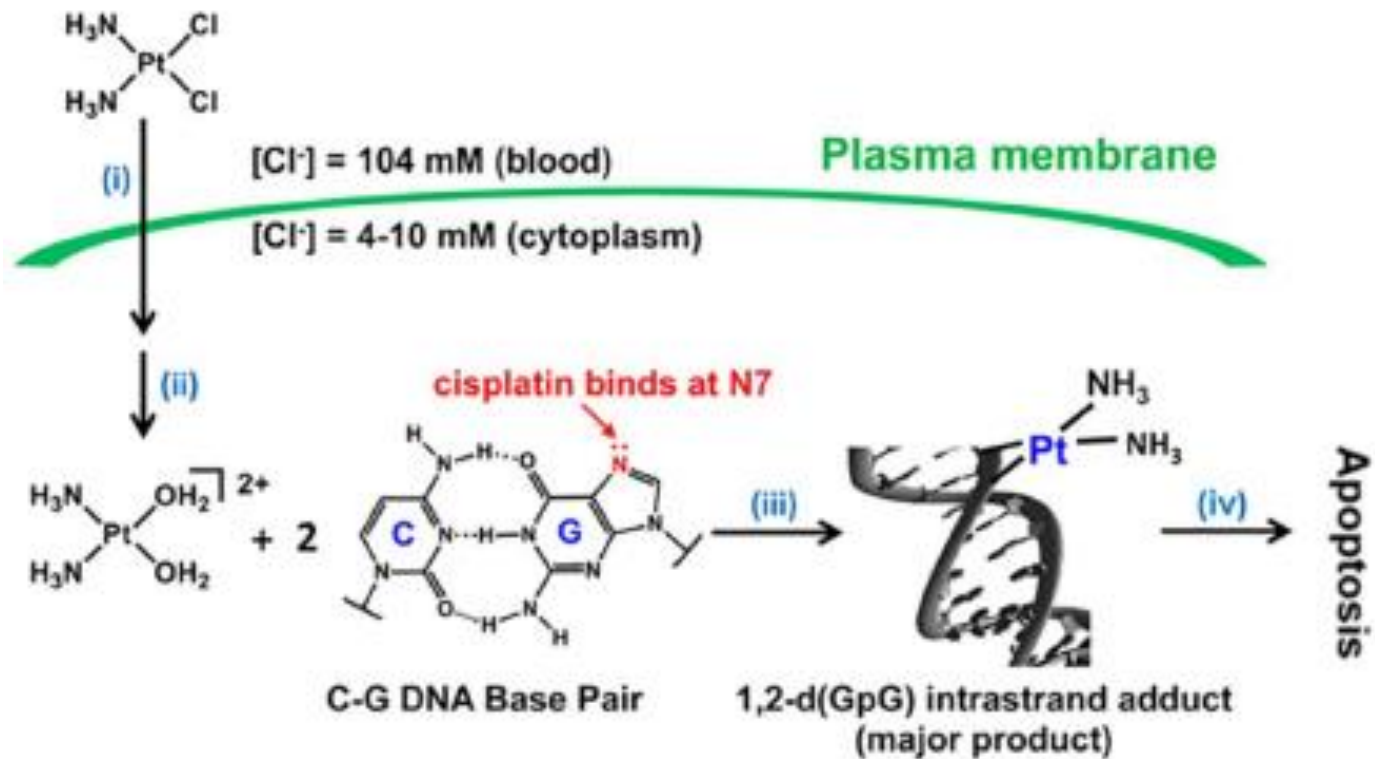 H₃N Cl
Pt
H₃N Cl
(i)
[Cl⁻] = 104 mM (blood)
Plasma membrane
[Cl⁻] = 4-10 mM (cytoplasm)
(ii)
cisplatin binds at N7
H₃N OH₂ 2+
Pt
H₃N OH₂
+ 2
H
N H O N
C N H N G N
N N
O H N
H
(iii)
NH₃
Pt NH₃
(iv)
Apoptosis
C-G DNA Base Pair
1,2-d(GpG) intrastrand adduct
(major product)